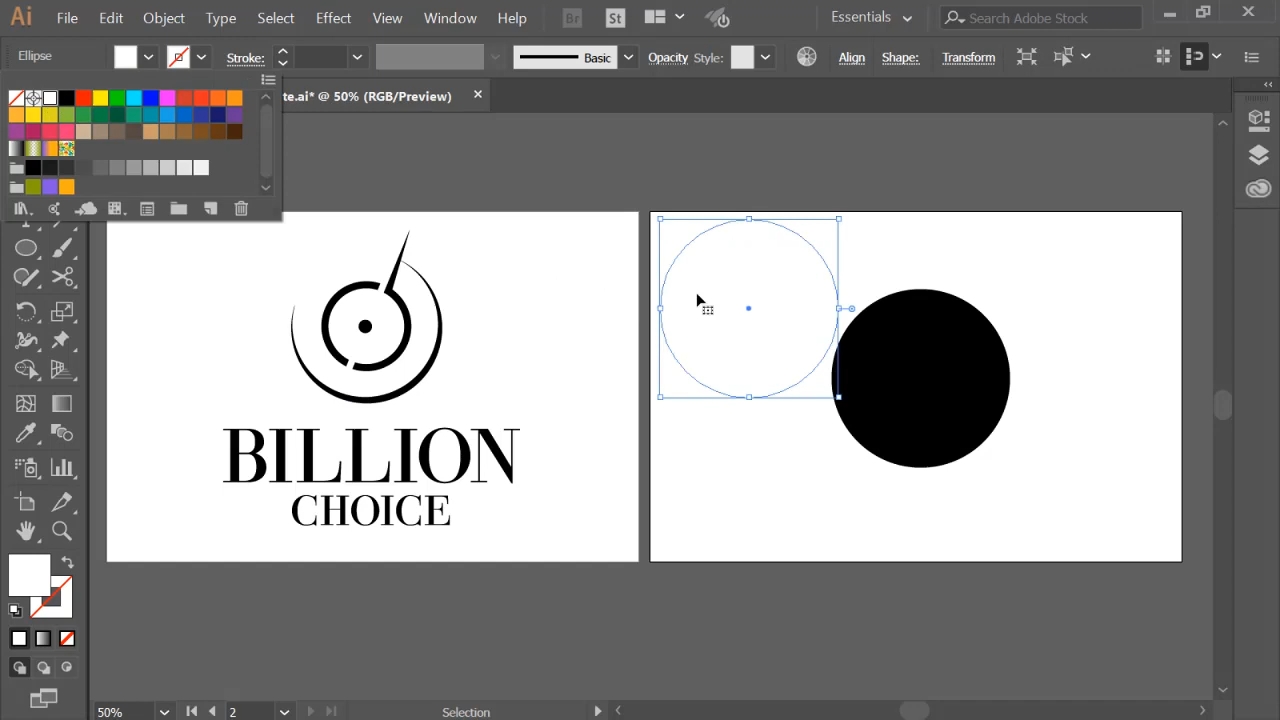 Ai File Edit Object Type Select Effect View Window Help Br St Essentials Search Adobe Stock
Ellipse Stroke: Basic Opacity Style: Align Shape: Transform
te.ai* @ 50% (RGB/Preview) ×
BILLION
CHOICE
50% 2 Selection